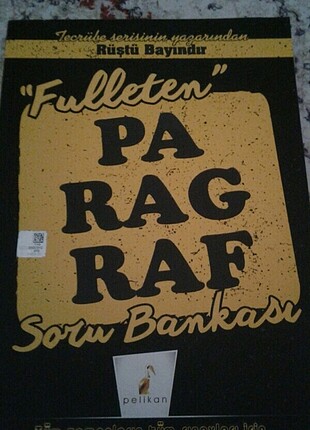 Tecrübe serisinin yazarından
Rüştü Bayındır
"Fulleten"
PA
RAG
RAF
Soru Bankası
pelikan